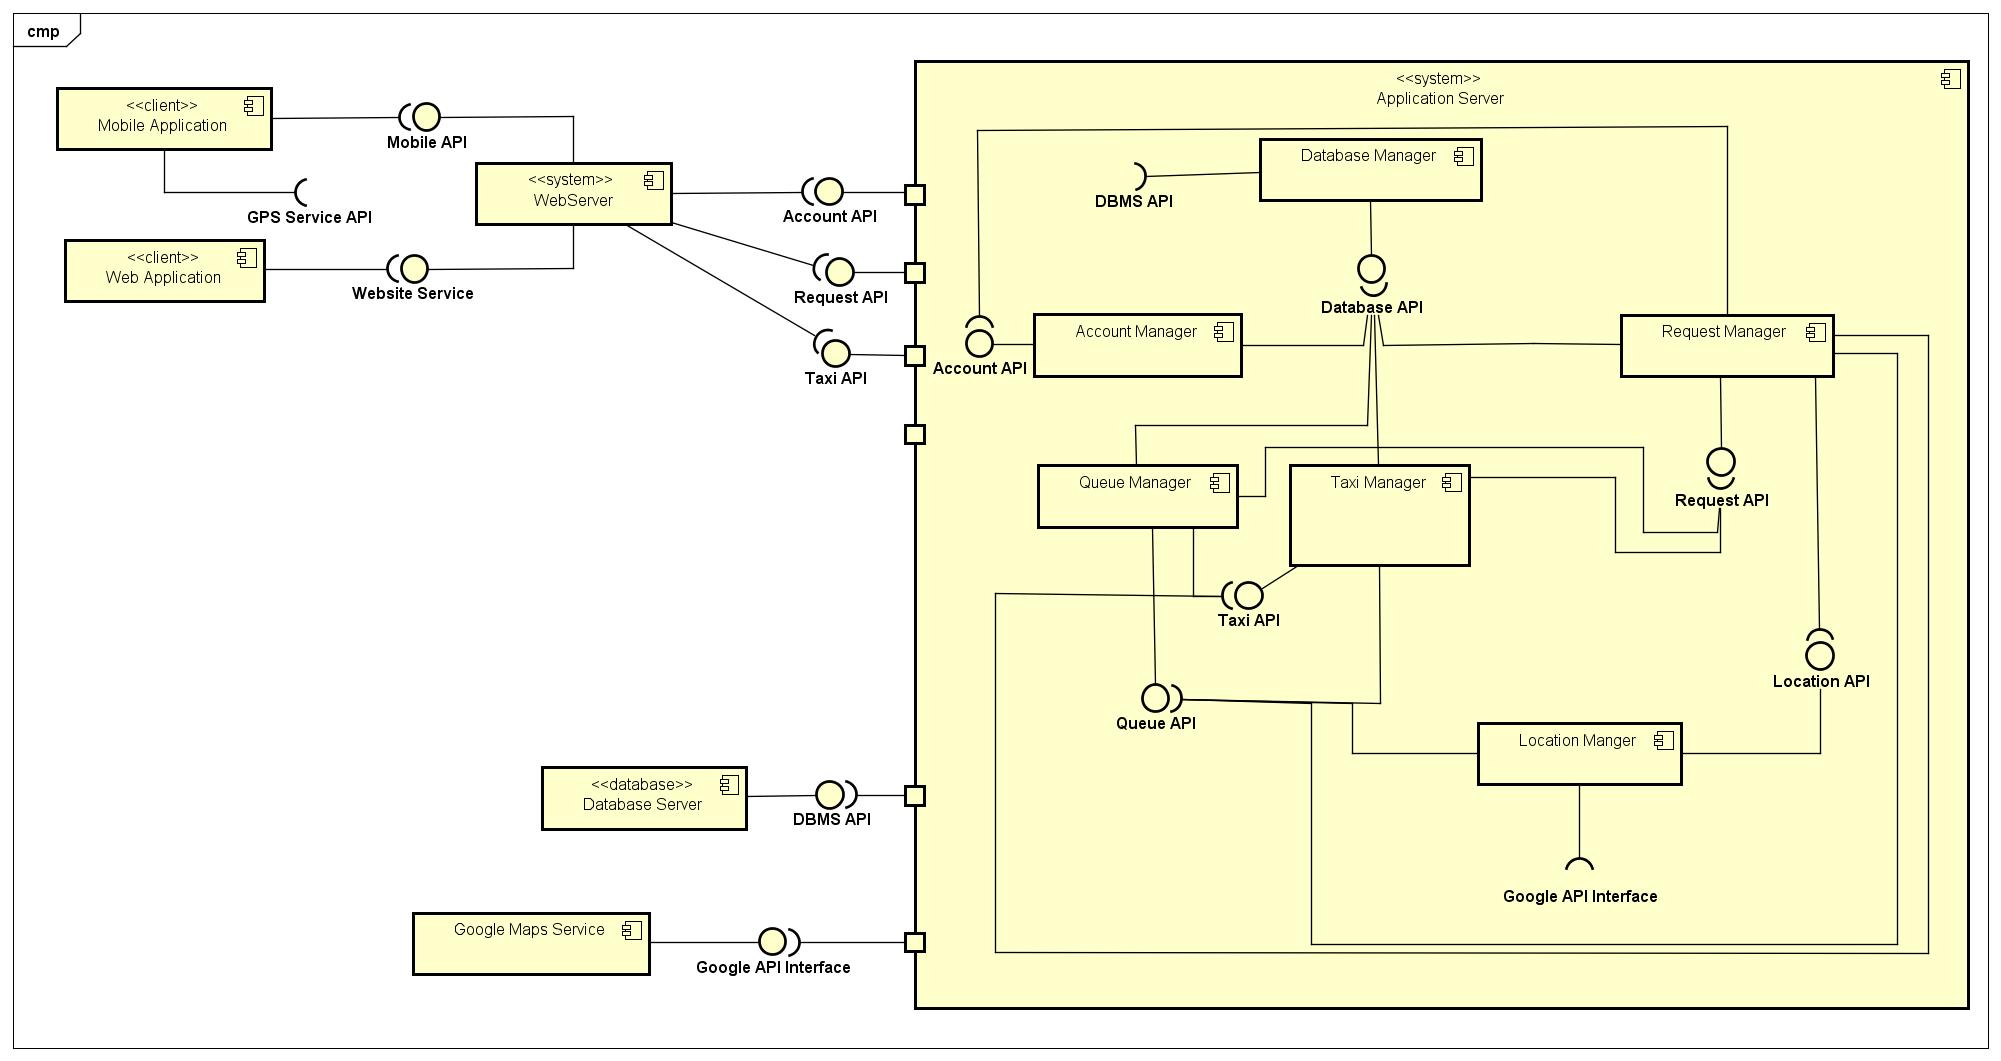 cmp
<<client>>
Mobile Application
Mobile API
GPS Service API
<<client>>
Web Application
Website Service
<<system>>
WebServer
Account API
Request API
Taxi API
<<system>>
Application Server
Database Manager
DBMS API
Database API
Account Manager
Account API
Request Manager
Queue Manager
Taxi Manager
Request API
Taxi API
Location API
Queue API
Location Manger
Google API Interface
<<database>>
Database Server
DBMS API
Google Maps Service
Google API Interface